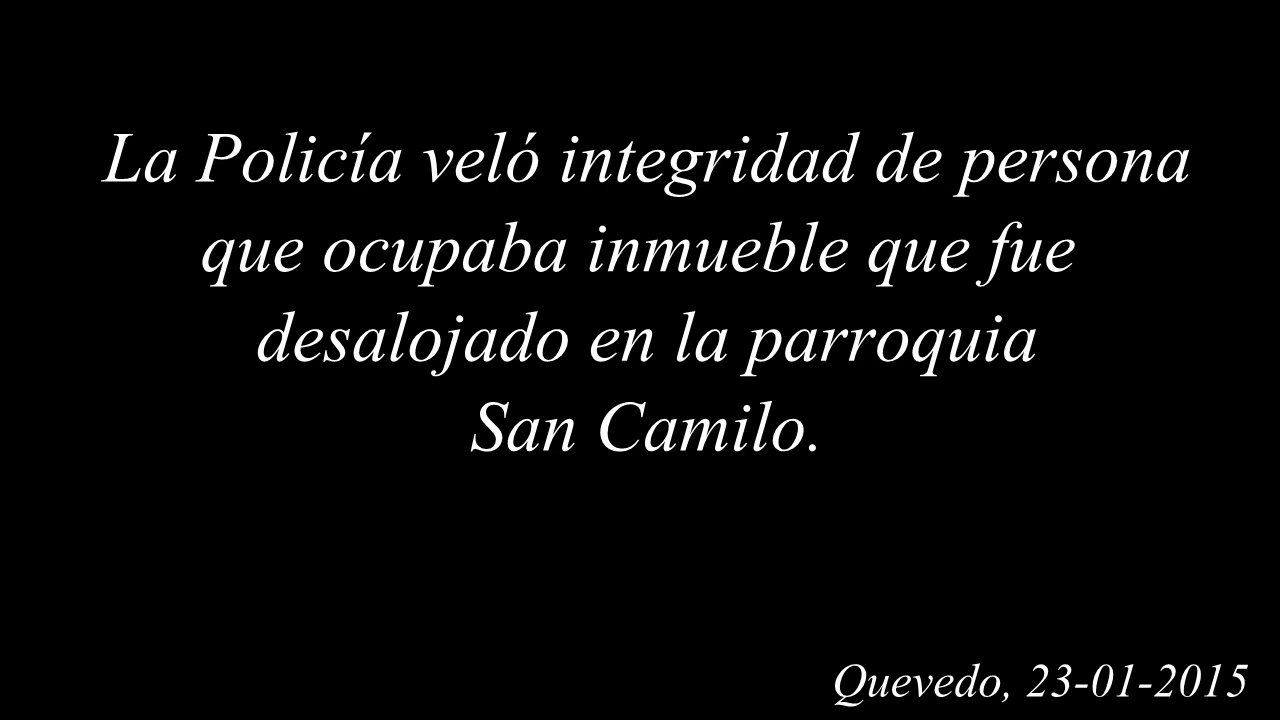 La Policía veló integridad de persona
que ocupaba inmueble que fue
desalojado en la parroquia
San Camilo.
Quevedo, 23-01-2015